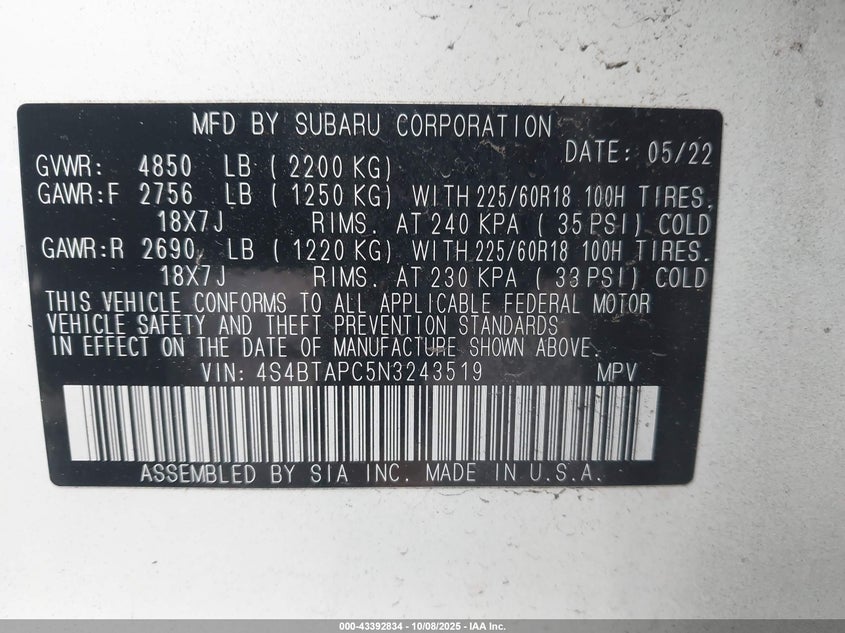 MFD BY SUBARU CORPORATION
DATE: 05/22
GVWR: 4850 LB ( 2200 KG)
GAWR:F 2756 LB ( 1250 KG) WITH 225/60R18 100H TIRES,
18X7J RIMS. AT 240 KPA ( 35 PSI) COLD
GAWR:R 2690 LB ( 1220 KG) WITH 225/60R18 100H TIRES.
18X7J RIMS. AT 230 KPA ( 33 PSI) COLD
THIS VEHICLE CONFORMS TO ALL APPLICABLE FEDERAL MOTOR
VEHICLE SAFETY AND THEFT PREVENTION STANDARDS
IN EFFECT ON THE DATE OF MANUFACTURE SHOWN ABOVE.
VIN: 4S4BTAPC5N3243519 MPV
ASSEMBLED BY SIA INC. MADE IN U.S.A.
000-43392834 - 10/08/2025 - IAA Inc.